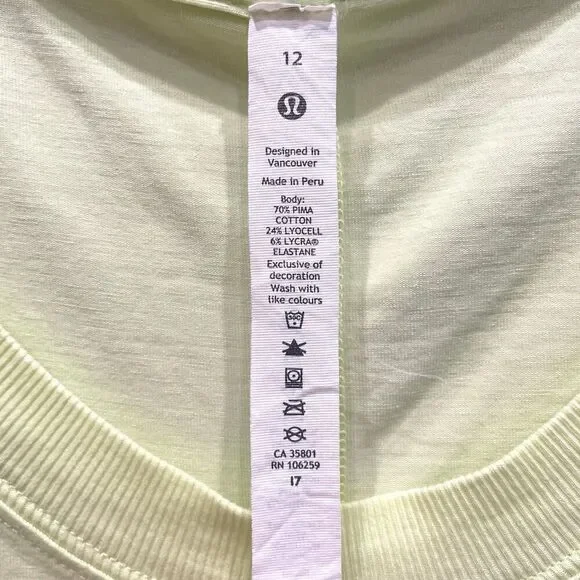 12
Designed in
Vancouver
Made in Peru
Body:
70% PIMA
COTTON
24% LYOCELL
6% LYCRA®
ELASTANE
Exclusive of
decoration
Wash with
like colours
CA 35801
RN 106259
17